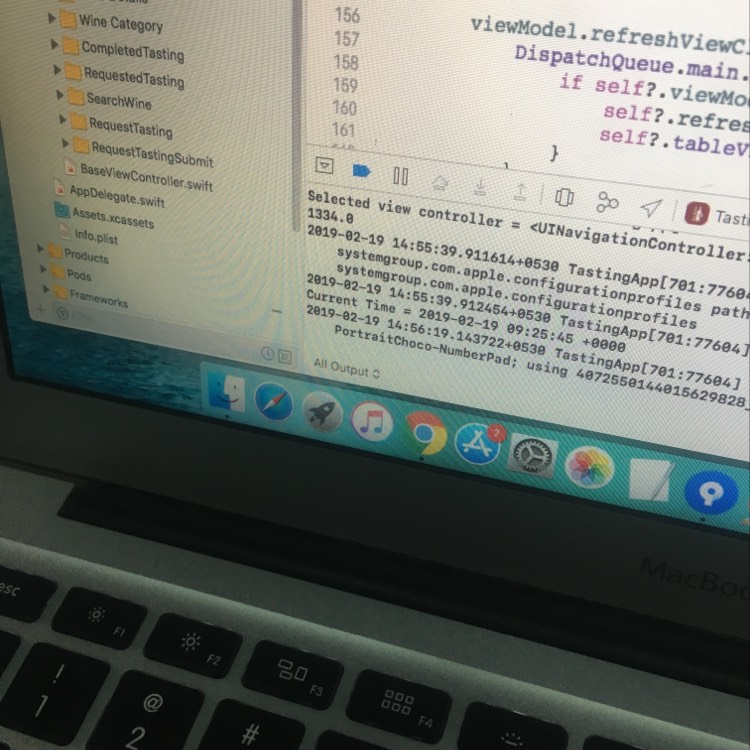 Wine Category
CompletedTasting
RequestedTasting
SearchWine
RequestTasting
RequestTastingSubmit
BaseViewController.swift
AppDelegate.swift
Assets.xcassets
Info.plist
Products
Pods
Frameworks
156
157
158
159
160
161
viewModel.refreshViewC
DispatchQueue.main.
if self?.viewMo
self?.refres
self?.tableV
}
Tasti
Selected view controller = <UINavigationController:
1334.0
2019-02-19 14:55:39.911614+0530 TastingApp[701:77604
systemgroup.com.apple.configurationprofiles path
systemgroup.com.apple.configurationprofiles
2019-02-19 14:55:39.912454+0530 TastingApp[701:77604]
Current Time = 2019-02-19 09:25:45 +0000
2019-02-19 14:56:19.143722+0530 TastingApp[701:77604]
PortraitChoco-NumberPad; using 4072550144015629828
All Output
7
MacBoo
esc
F1
F2
F3
F4
!
1
@
2
#